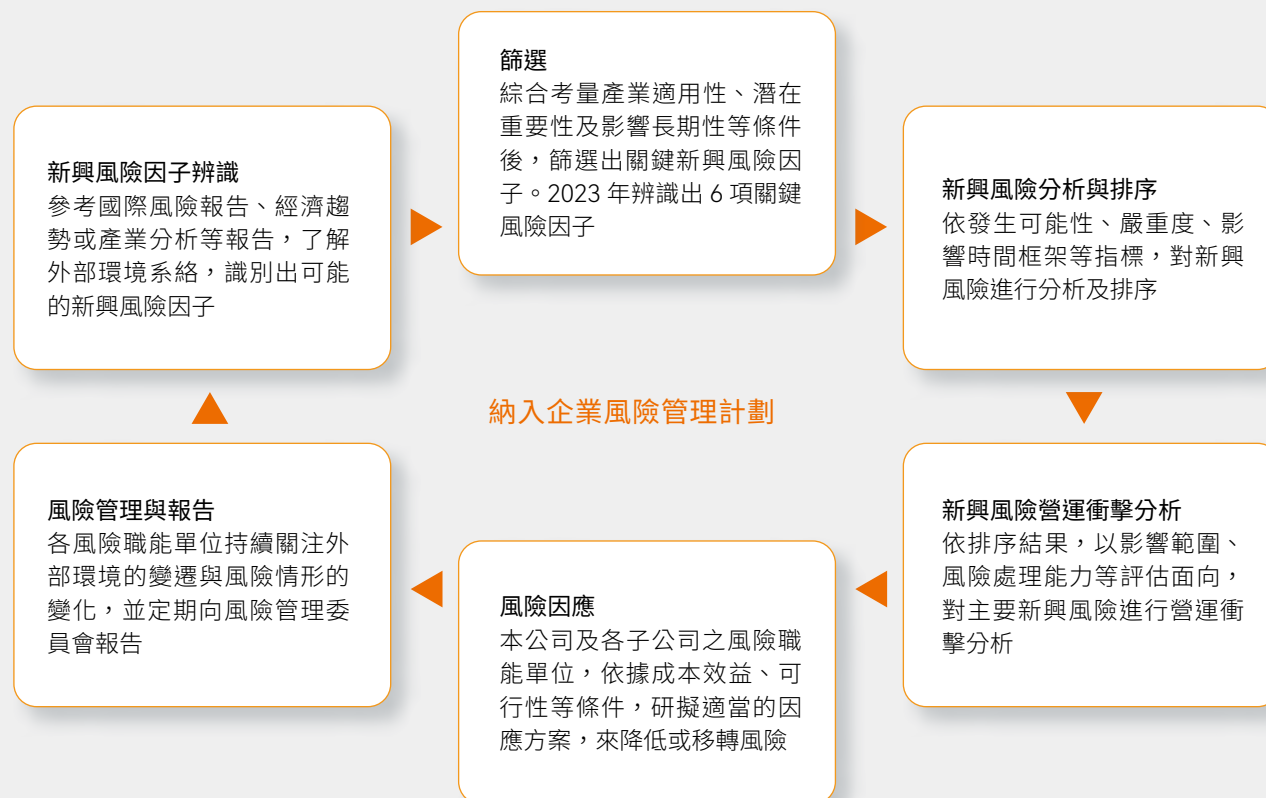 新興風險因子辨識
參考國際風險報告、經濟趨
勢或產業分析等報告，了解
外部環境系絡，識別出可能
的新興風險因子
篩選
綜合考量產業適用性、潛在
重要性及影響長期性等條件
後，篩選出關鍵新興風險因
子。2023 年辨識出 6 項關鍵
風險因子
新興風險分析與排序
依發生可能性、嚴重度、影
響時間框架等指標，對新興
風險進行分析及排序
納入企業風險管理計劃
新興風險營運衝擊分析
依排序結果，以影響範圍、
風險處理能力等評估面向，
對主要新興風險進行營運衝
擊分析
風險因應
本公司及各子公司之風險職
能單位，依據成本效益、可
行性等條件，研擬適當的因
應方案，來降低或移轉風險
風險管理與報告
各風險職能單位持續關注外
部環境的變遷與風險情形的
變化，並定期向風險管理委
員會報告